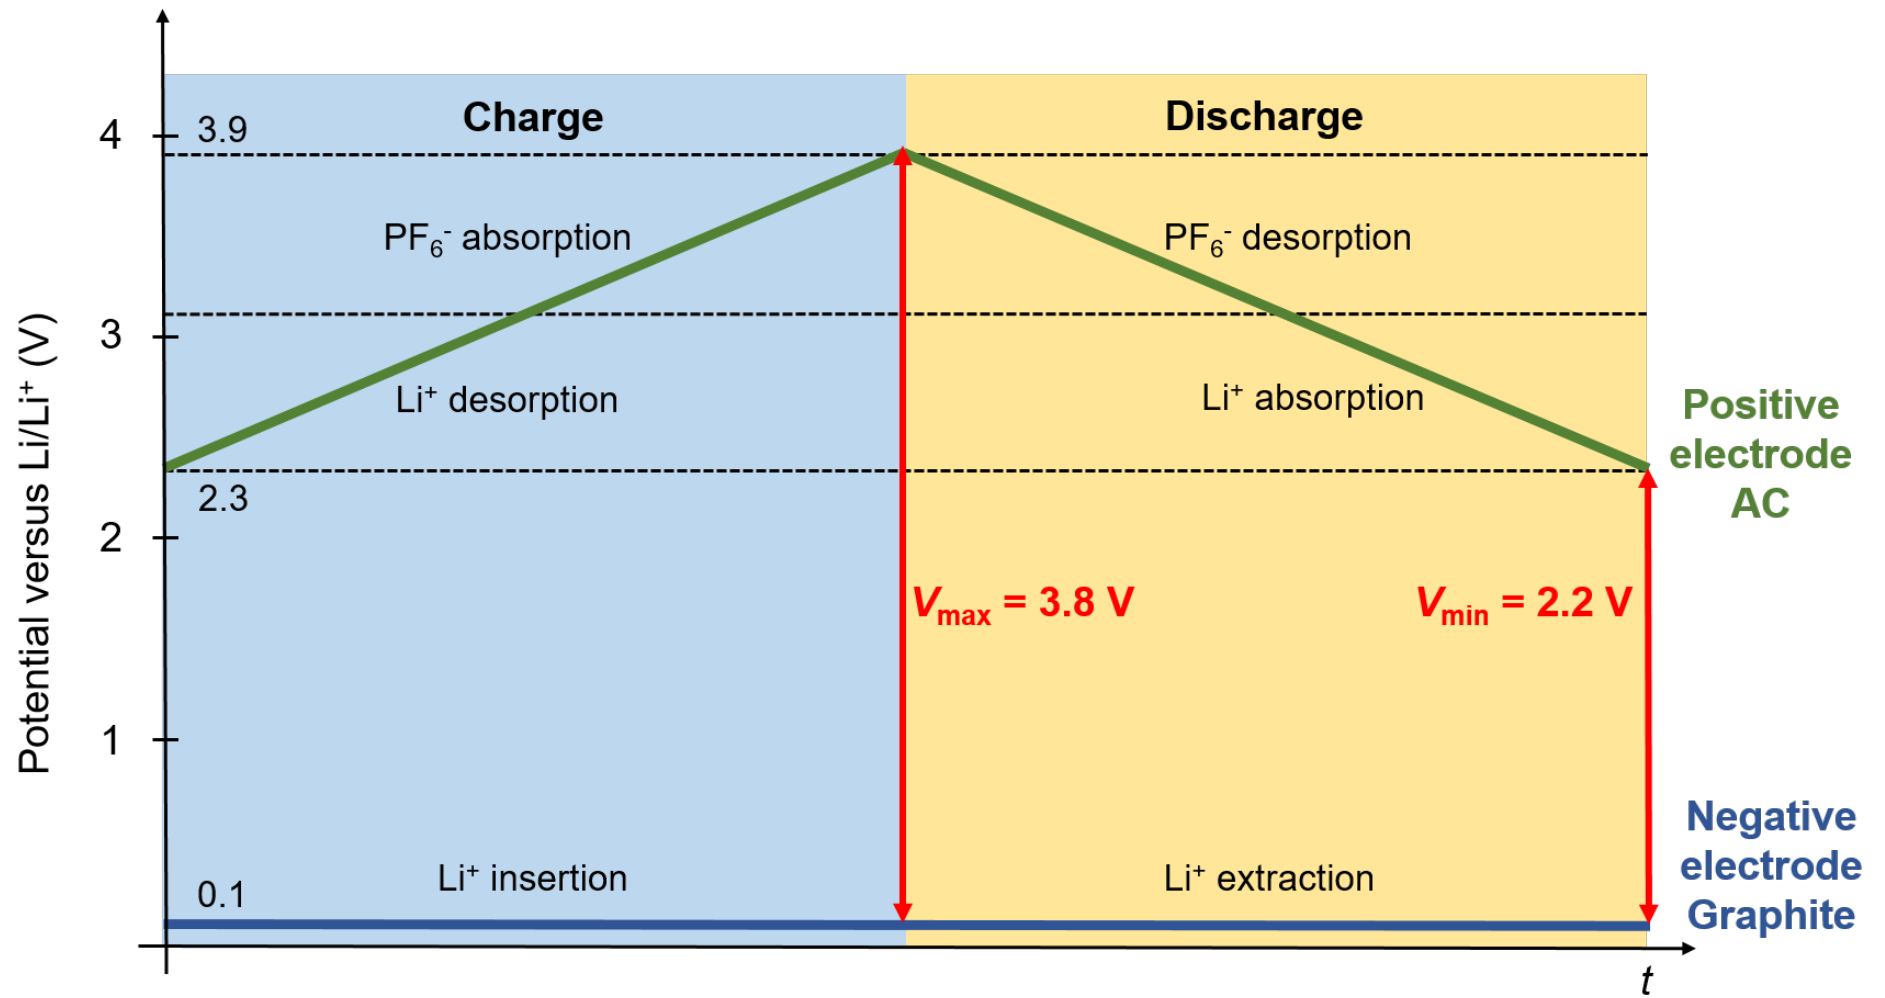 Charge
Discharge
4
3.9
PF₆⁻ absorption
PF₆⁻ desorption
3
Li⁺ desorption
Li⁺ absorption
2.3
2
1
Potential versus Li/Li⁺ (V)
Positive
electrode
AC
V_max = 3.8 V
V_min = 2.2 V
Negative
electrode
Graphite
0.1
Li⁺ insertion
Li⁺ extraction
t